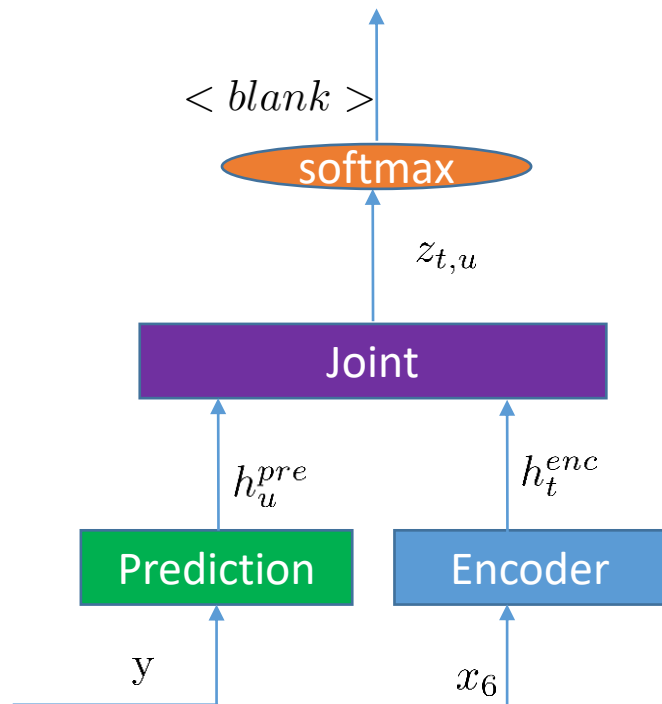 < blank >
softmax
z_{t,u}
Joint
h_u^{pre} h_t^{enc}
Prediction Encoder
y x_6